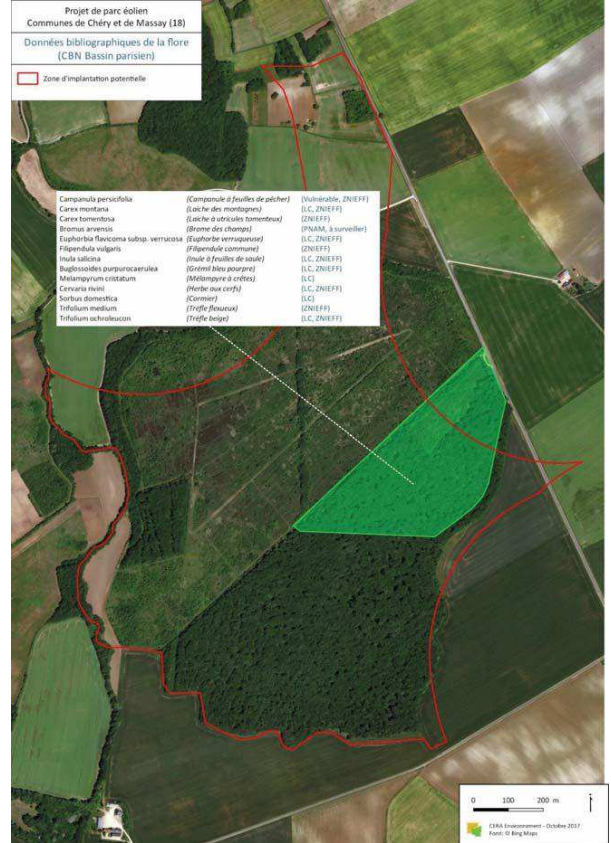 Projet de parc éolien
Communes de Chéry et de Massay (18)
Données bibliographiques de la flore
(CBN Bassin parisien)
Zone d'implantation potentielle
Campanula persicifolia (Campanule à feuilles de pêcher) (Vulnérable, ZNIEFF)
Carex montana (Laîche des montagnes) (LC, ZNIEFF)
Carex tomentosa (Laîche à utricules tomenteux) (ZNIEFF)
Bromus arvensis (Brome des champs) (PNAM, à surveiller)
Euphorbia flavicoma subsp. verrucosa (Euphorbe verruqueuse) (LC, ZNIEFF)
Filipendula vulgaris (Filipendule commune) (ZNIEFF)
Inula salicina (Inule à feuilles de saule) (LC, ZNIEFF)
Buglossoides purpurocaerulea (Grémil bleu pourpre) (LC, ZNIEFF)
Melampyrum cristatum (Mélampyre à crêtes) (LC)
Cervaria rivini (Herbe aux cerfs) (LC, ZNIEFF)
Sorbus domestica (Cormier) (LC)
Trifolium medium (Trèfle flexueux) (ZNIEFF)
Trifolium ochroleucon (Trèfle beige) (LC, ZNIEFF)
0 100 200 m
CERA Environnement - Octobre 2017
Fond: © Bing Maps